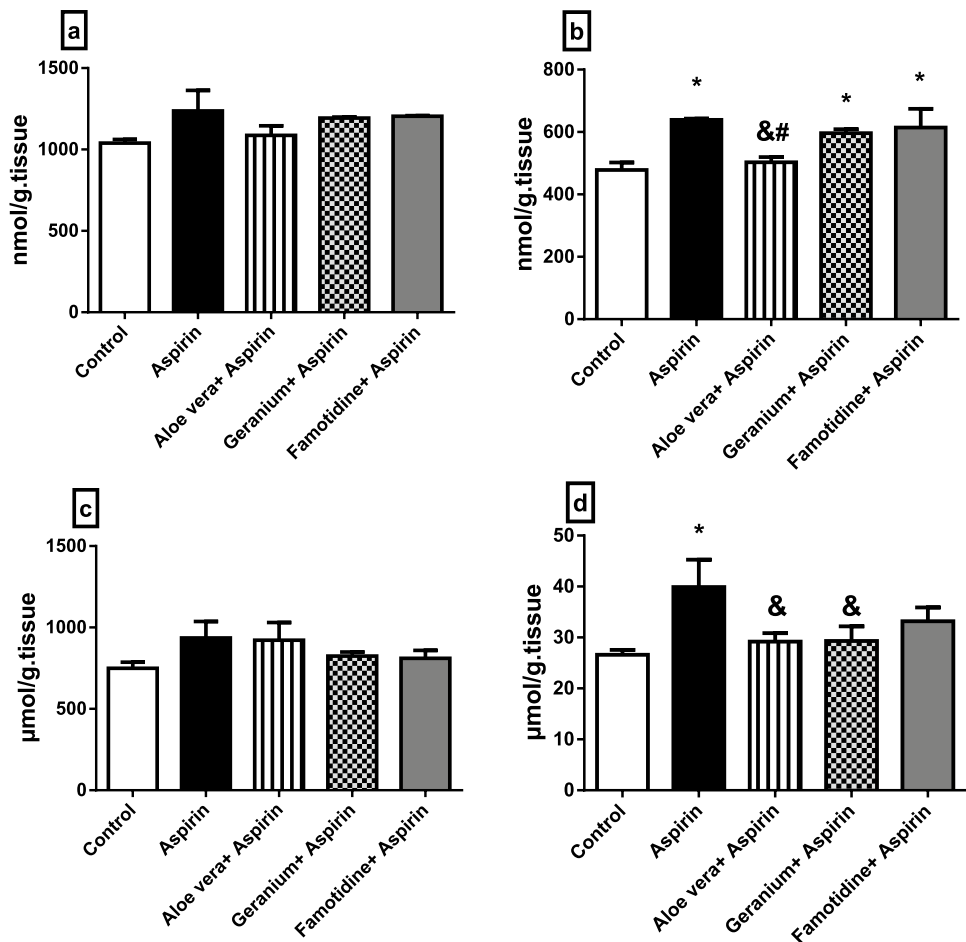 a
nmol/g.tissue
1500
1000
500
0
Control
Aspirin
Aloe vera+ Aspirin
Geranium+ Aspirin
Famotidine+ Aspirin
b
nmol/g.tissue
800
600
400
200
0
*
&#
*
*
Control
Aspirin
Aloe vera+ Aspirin
Geranium+ Aspirin
Famotidine+ Aspirin
c
µmol/g.tissue
1500
1000
500
0
Control
Aspirin
Aloe vera+ Aspirin
Geranium+ Aspirin
Famotidine+ Aspirin
d
µmol/g.tissue
50
40
30
20
10
0
*
&
&
Control
Aspirin
Aloe vera+ Aspirin
Geranium+ Aspirin
Famotidine+ Aspirin